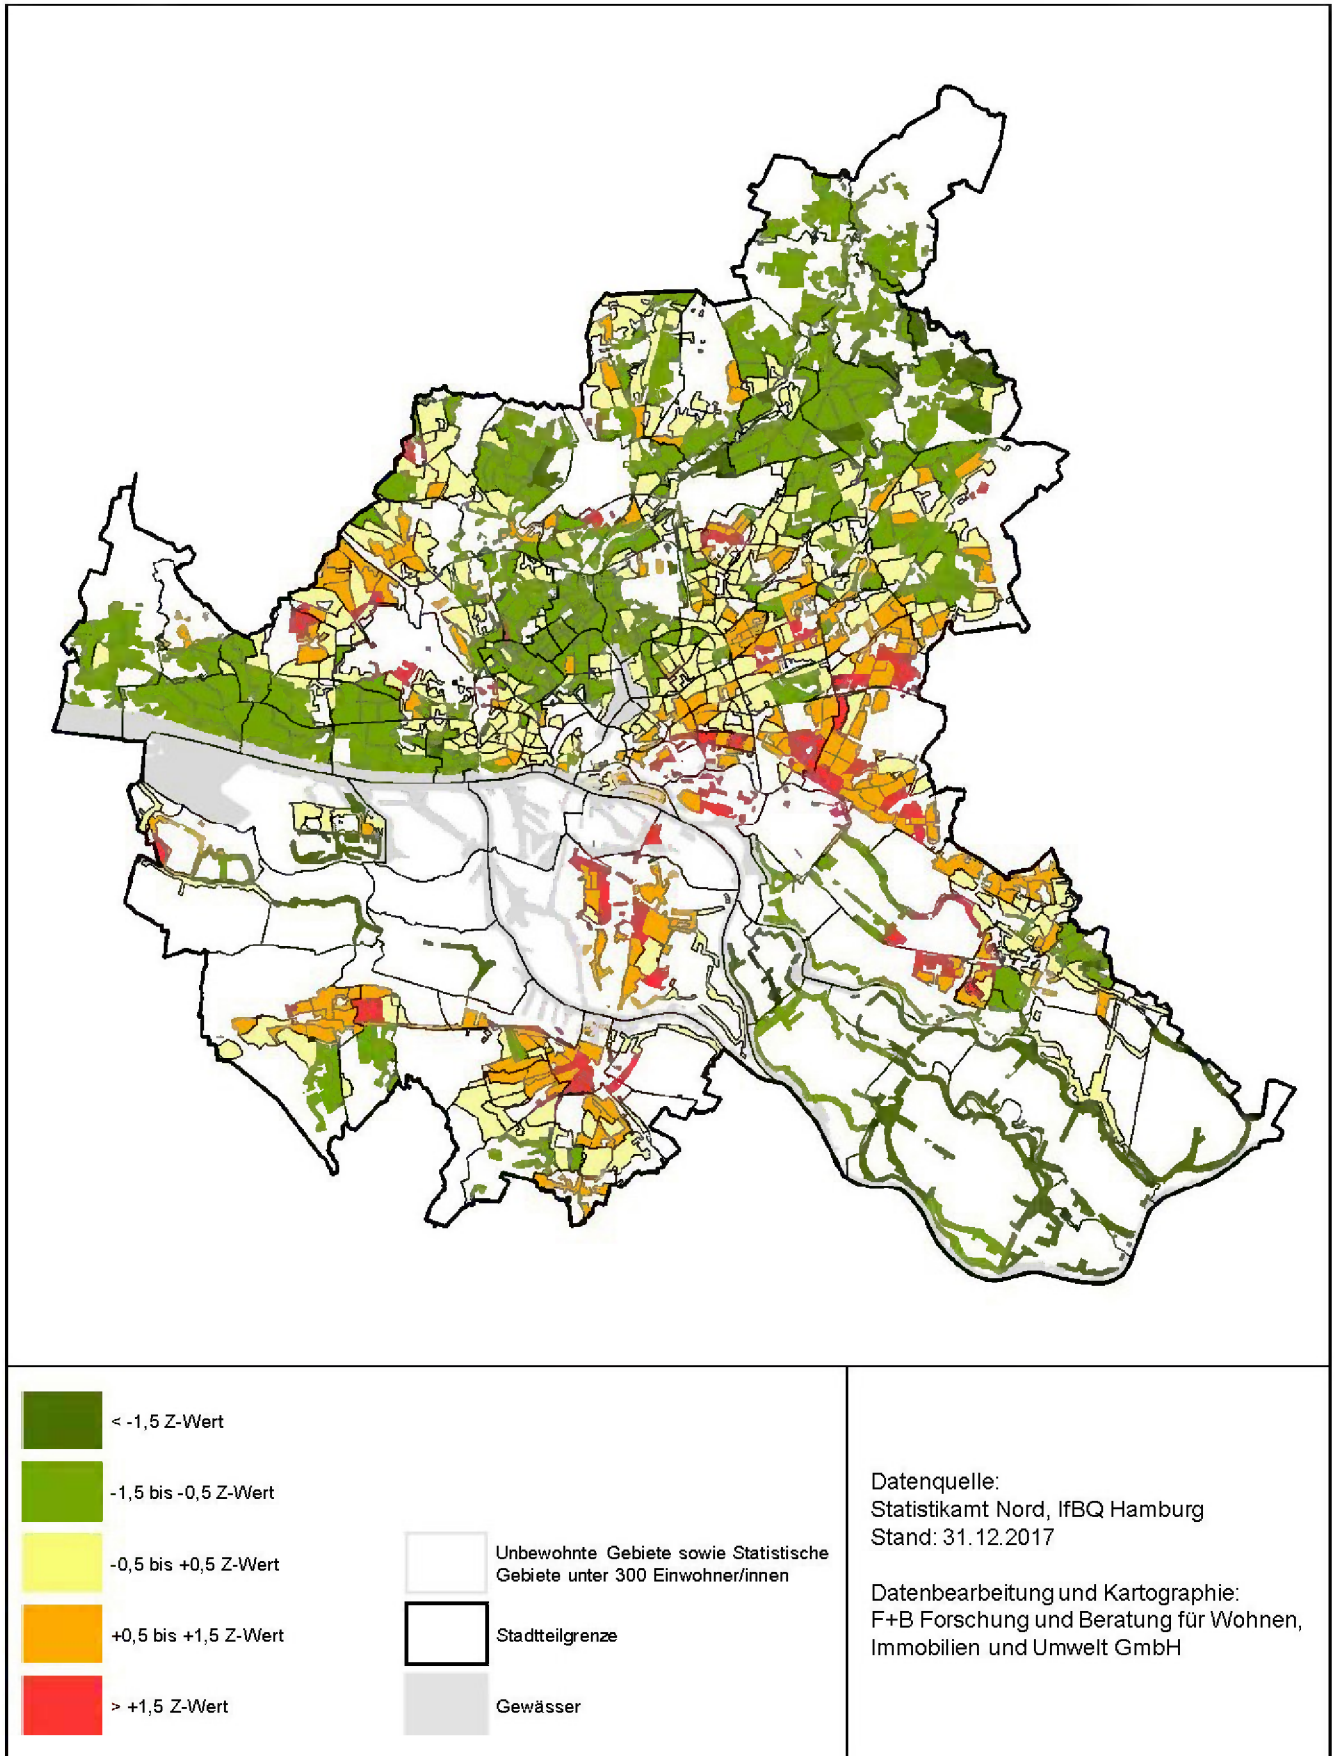 < -1,5 Z-Wert
-1,5 bis -0,5 Z-Wert
-0,5 bis +0,5 Z-Wert
+0,5 bis +1,5 Z-Wert
> +1,5 Z-Wert
Unbewohnte Gebiete sowie Statistische
Gebiete unter 300 Einwohner/innen
Stadtteilgrenze
Gewässer
Datenquelle:
Statistikamt Nord, IfBQ Hamburg
Stand: 31.12.2017
Datenbearbeitung und Kartographie:
F+B Forschung und Beratung für Wohnen,
Immobilien und Umwelt GmbH